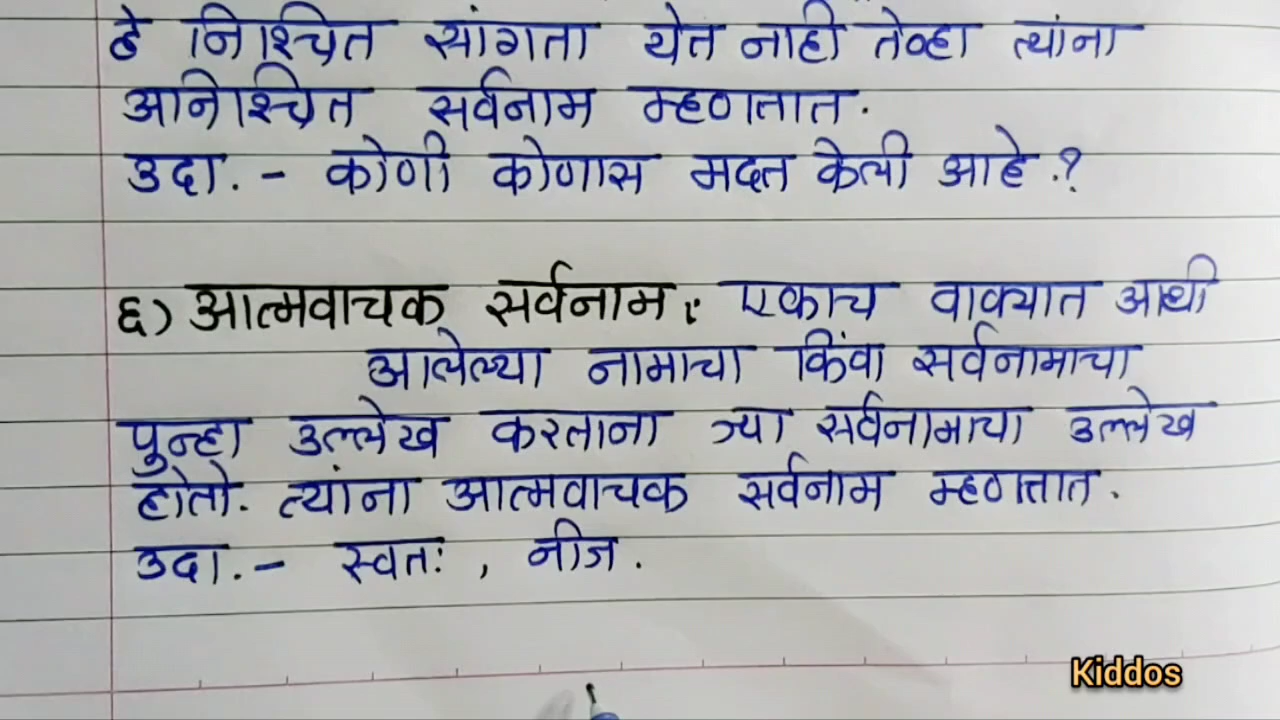 हे निश्चित सांगता येत नाही तेव्हा त्यांना
अनिश्चित सर्वनाम म्हणतात.
उदा. - कोणी कोणास मदत केली आहे ?
६) आत्मवाचक सर्वनाम : एकाच वाक्यात आधी
आलेल्या नामाचा किंवा सर्वनामाचा
पुन्हा उल्लेख करताना ज्या सर्वनामाचा उल्लेख
होतो. त्यांना आत्मवाचक सर्वनाम म्हणतात.
उदा. - स्वतः , नीज .
Kiddos